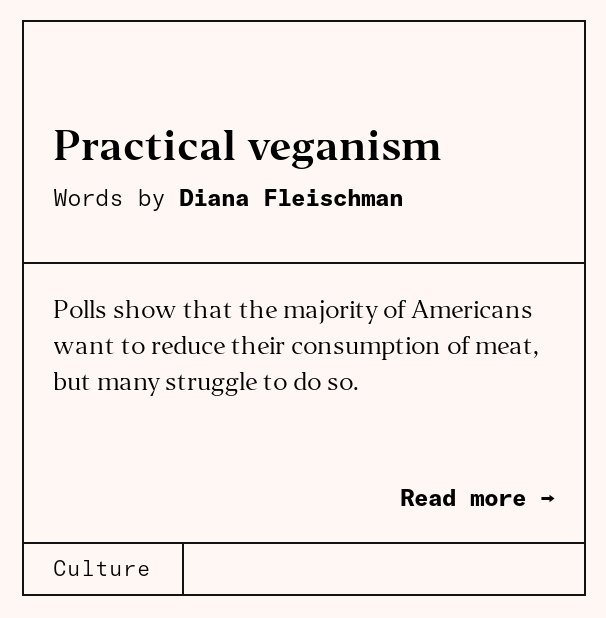 Practical veganism
Words by Diana Fleischman
Polls show that the majority of Americans
want to reduce their consumption of meat,
but many struggle to do so.
Read more →
Culture